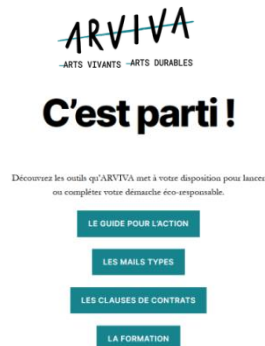 ARVIVA
ARTS VIVANTS ARTS DURABLES
C'est parti !
Découvrez les outils qu'ARVIVA met à votre disposition pour lancer
ou compléter votre démarche éco-responsable.
LE GUIDE POUR L'ACTION
LES MAILS TYPES
LES CLAUSES DE CONTRATS
LA FORMATION